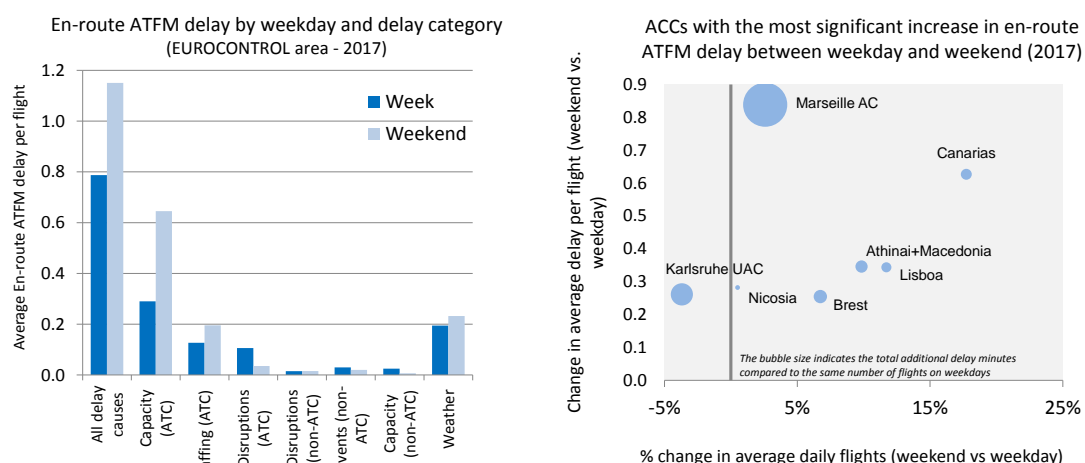 En-route ATFM delay by weekday and delay category
(EUROCONTROL area - 2017)
Average En-route ATFM delay per flight
1.2
1.0
0.8
0.6
0.4
0.2
0.0
Week
Weekend
All delay
causes
Capacity
(ATC)
(ATC)
Disruptions
(ATC)
(non-ATC)
(non-
ATC)
Capacity
(non-ATC)
Weather
ACCs with the most significant increase in en-route
ATFM delay between weekday and weekend (2017)
Change in average delay per flight (weekend vs.
weekday)
0.9
0.8
0.7
0.6
0.5
0.4
0.3
0.2
0.1
0.0
Marseille AC
Canarias
Athinai+Macedonia
Lisboa
Karlsruhe UAC
Nicosia
Brest
The bubble size indicates the total additional delay minutes
compared to the same number of flights on weekdays
-5%
5%
15%
25%
% change in average daily flights (weekend vs weekday)